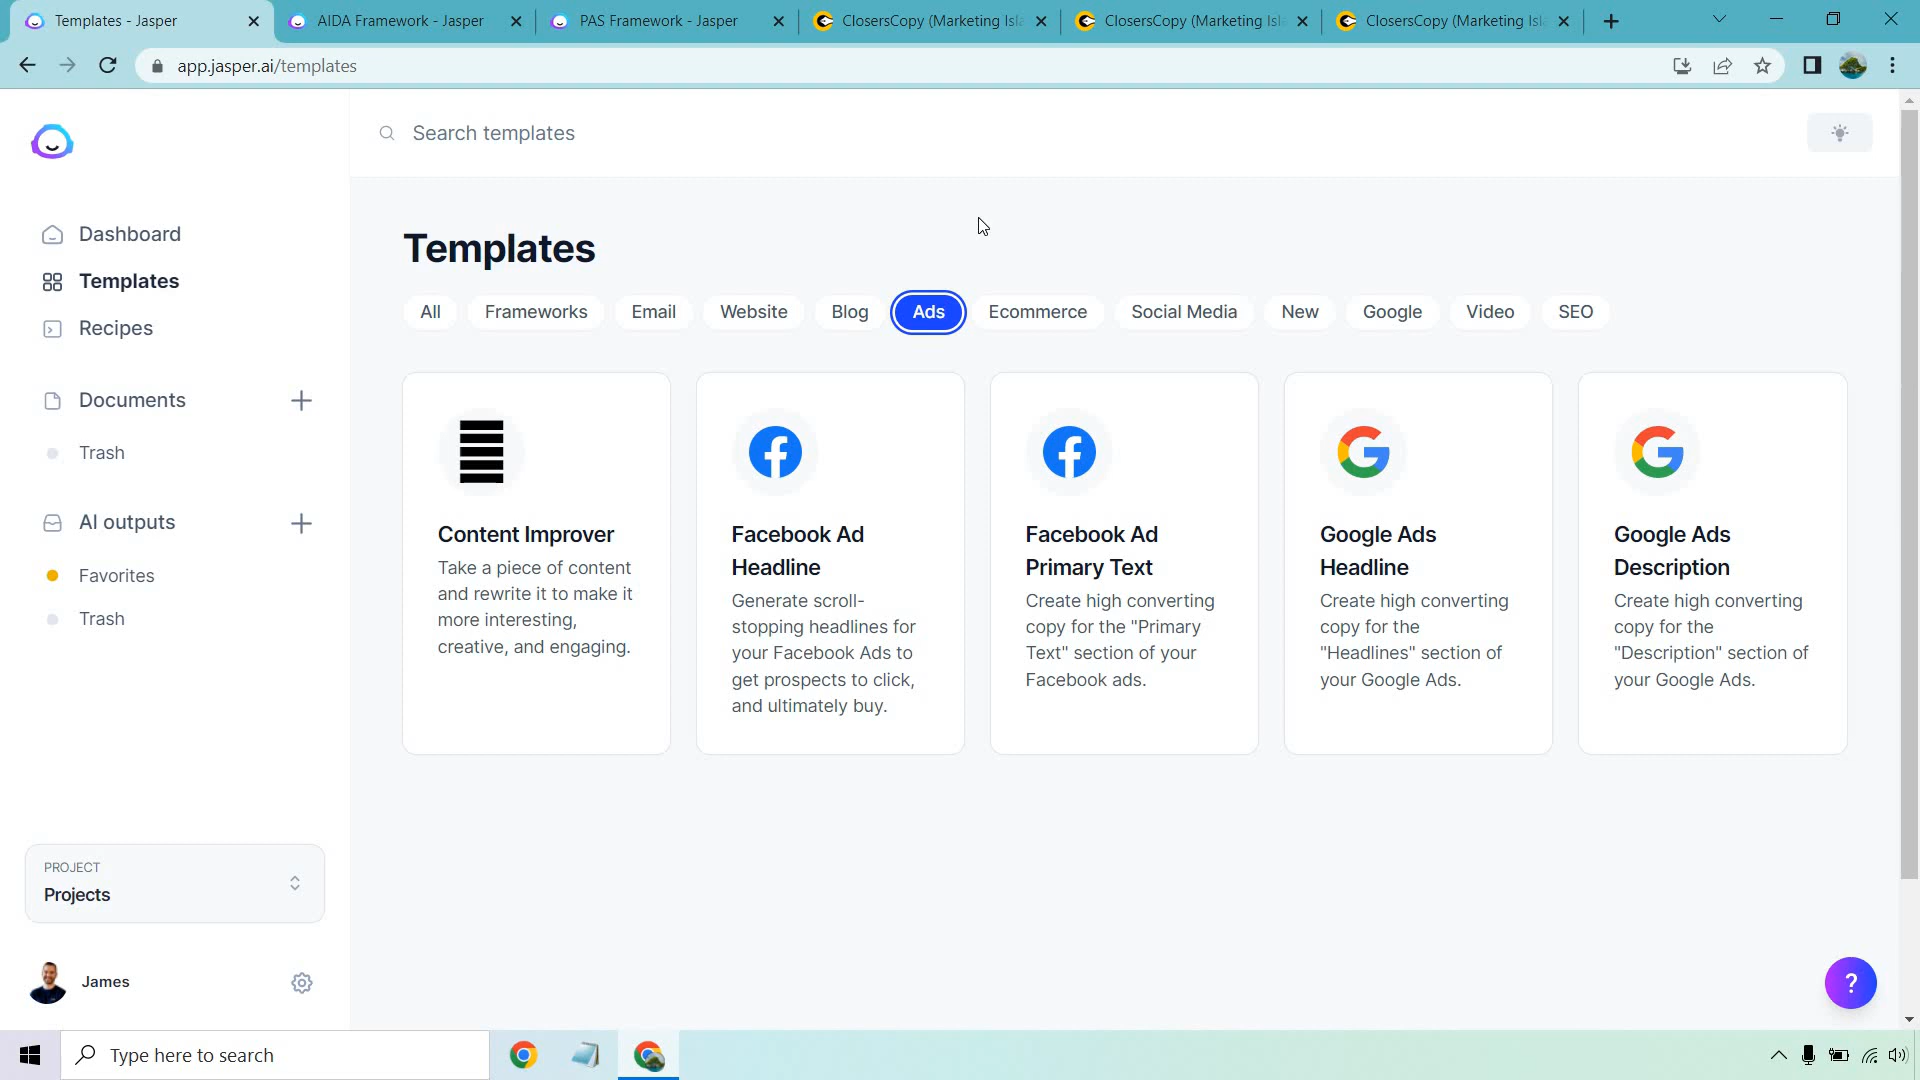 Templates - Jasper
AIDA Framework - Jasper
PAS Framework - Jasper
ClosersCopy (Marketing Isla
ClosersCopy (Marketing Isla
ClosersCopy (Marketing Isla
app.jasper.ai/templates
Search templates
Dashboard
Templates
Recipes
Documents
Trash
AI outputs
Favorites
Trash
PROJECT
Projects
James
Templates
All
Frameworks
Email
Website
Blog
Ads
Ecommerce
Social Media
New
Google
Video
SEO
Content Improver
Take a piece of content
and rewrite it to make it
more interesting,
creative, and engaging.
Facebook Ad
Headline
Generate scroll-
stopping headlines for
your Facebook Ads to
get prospects to click,
and ultimately buy.
Facebook Ad
Primary Text
Create high converting
copy for the "Primary
Text" section of your
Facebook ads.
Google Ads
Headline
Create high converting
copy for the
"Headlines" section of
your Google Ads.
Google Ads
Description
Create high converting
copy for the
"Description" section of
your Google Ads.
?
Type here to search